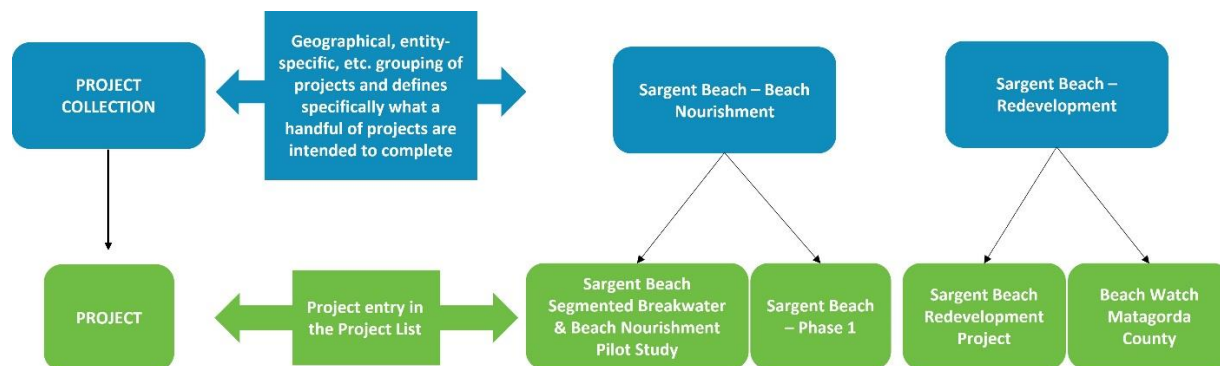 PROJECT
COLLECTION
Geographical, entity-
specific, etc. grouping of
projects and defines
specifically what a
handful of projects are
intended to complete
Sargent Beach – Beach
Nourishment
Sargent Beach –
Redevelopment
PROJECT
Project entry in
the Project List
Sargent Beach
Segmented Breakwater
& Beach Nourishment
Pilot Study
Sargent Beach
– Phase 1
Sargent Beach
Redevelopment
Project
Beach Watch
Matagorda
County